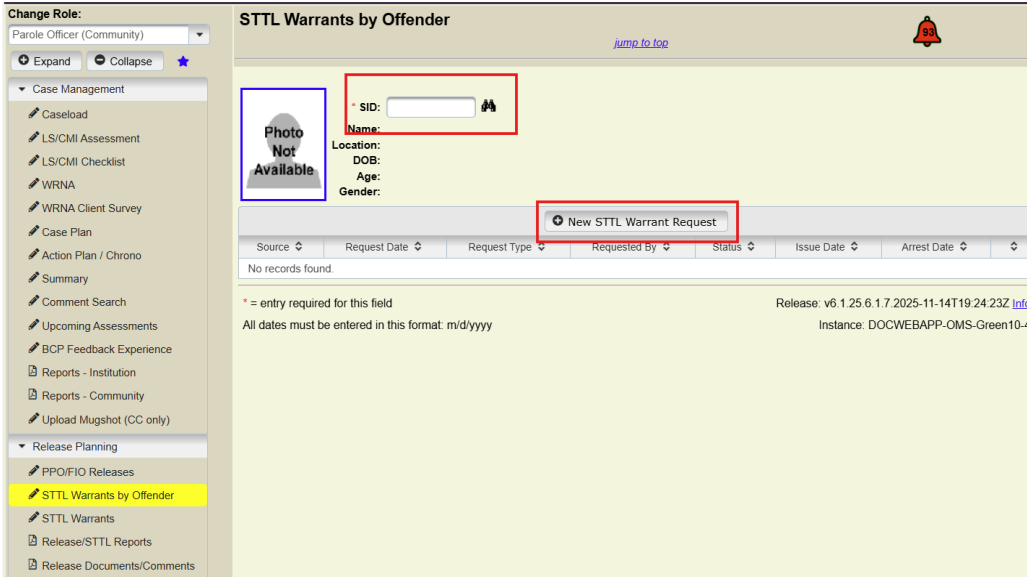 Change Role:
Parole Officer (Community)
Expand Collapse
Case Management
Caseload
LS/CMI Assessment
LS/CMI Checklist
WRNA
WRNA Client Survey
Case Plan
Action Plan / Chrono
Summary
Comment Search
Upcoming Assessments
BCP Feedback Experience
Reports - Institution
Reports - Community
Upload Mugshot (CC only)
Release Planning
PPO/FIO Releases
STTL Warrants by Offender
STTL Warrants
Release/STTL Reports
Release Documents/Comments
STTL Warrants by Offender
jump to top
93
Photo
Not
Available
* SID:
Name:
Location:
DOB:
Age:
Gender:
New STTL Warrant Request
Source Request Date Request Type Requested By Status Issue Date Arrest Date
No records found.
* = entry required for this field
Release: v6.1.25.6.1.7.2025-11-14T19:24:23Z Info
All dates must be entered in this format: m/d/yyyy
Instance: DOCWEBAPP-OMS-Green10-4